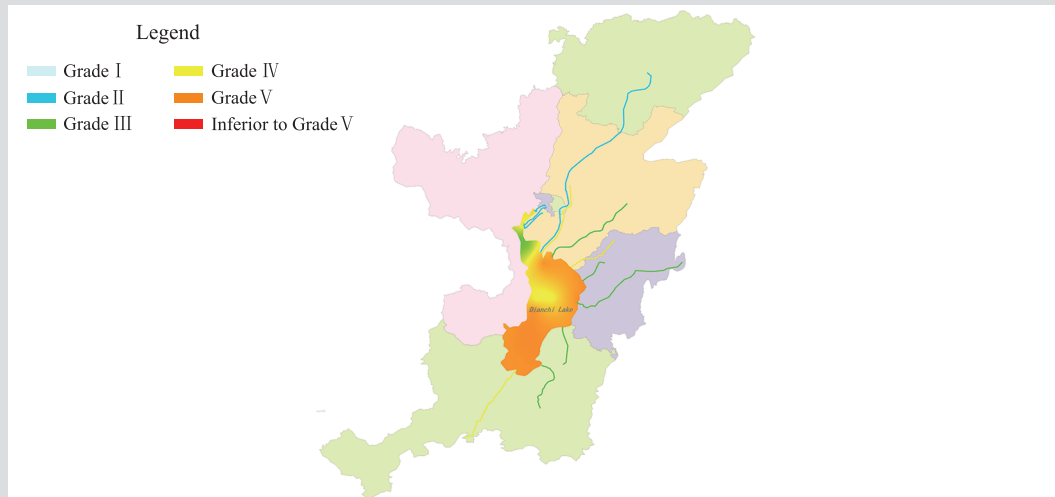 Legend
Grade Ⅰ
Grade Ⅱ
Grade Ⅲ
Grade Ⅳ
Grade Ⅴ
Inferior to Grade Ⅴ
Dianchi Lake